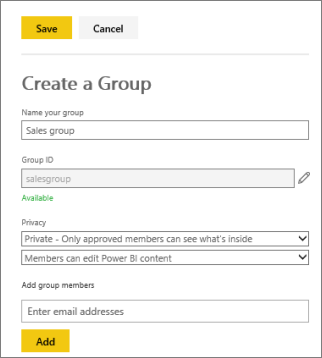 Save
Cancel
Create a Group
Name your group
Sales group
Group ID
salesgroup
Available
Privacy
Private - Only approved members can see what's inside
Members can edit Power BI content
Add group members
Enter email addresses
Add